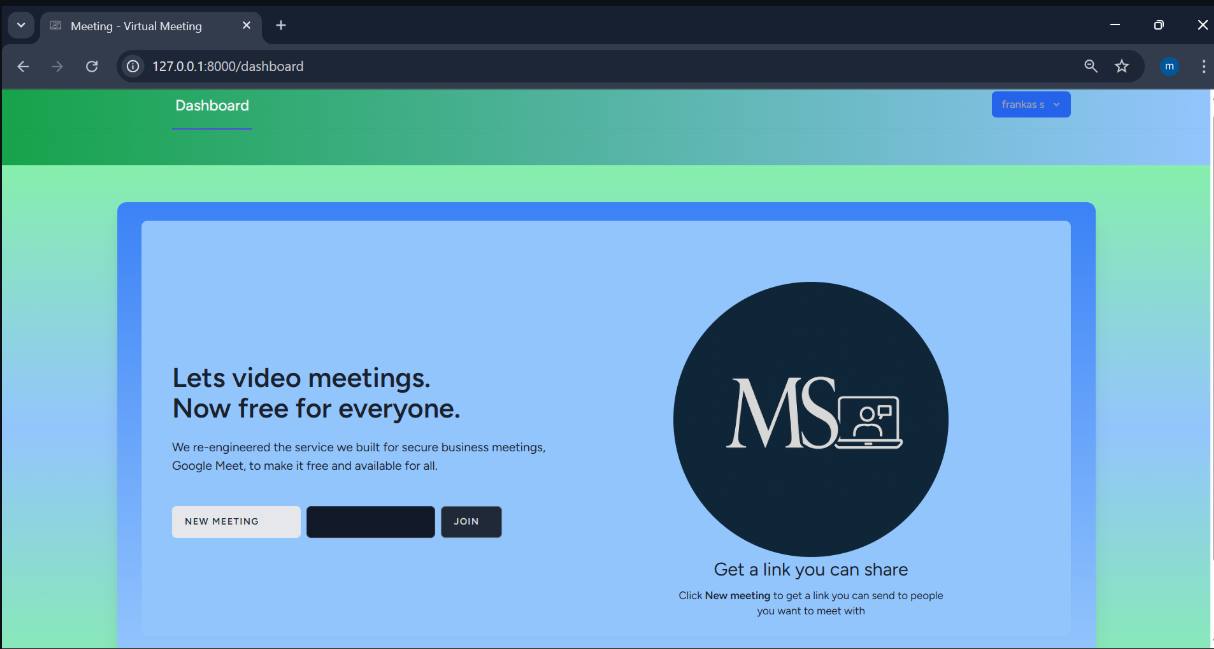 Meeting - Virtual Meeting
127.0.0.1:8000/dashboard
m
Dashboard
frankas s
Lets video meetings.
Now free for everyone.
We re-engineered the service we built for secure business meetings,
Google Meet, to make it free and available for all.
NEW MEETING
JOIN
MS
Get a link you can share
Click New meeting to get a link you can send to people
you want to meet with